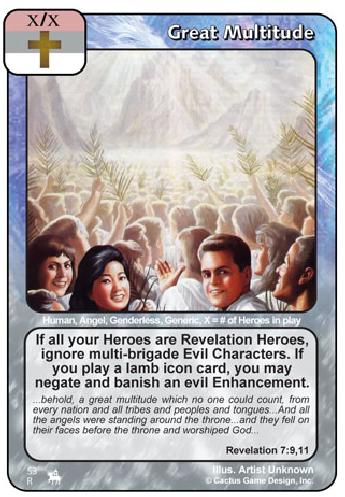 X/X
Great Multitude
Human, Angel, Genderless, Generic, X = # of Heroes in play
If all your Heroes are Revelation Heroes,
ignore multi-brigade Evil Characters. If
you play a lamb icon card, you may
negate and banish an evil Enhancement.
...behold, a great multitude which no one could count, from
every nation and all tribes and peoples and tongues...And all
the angels were standing around the throne...and they fell on
their faces before the throne and worshiped God...
Revelation 7:9,11
53
R
Illus. Artist Unknown
© Cactus Game Design, Inc.